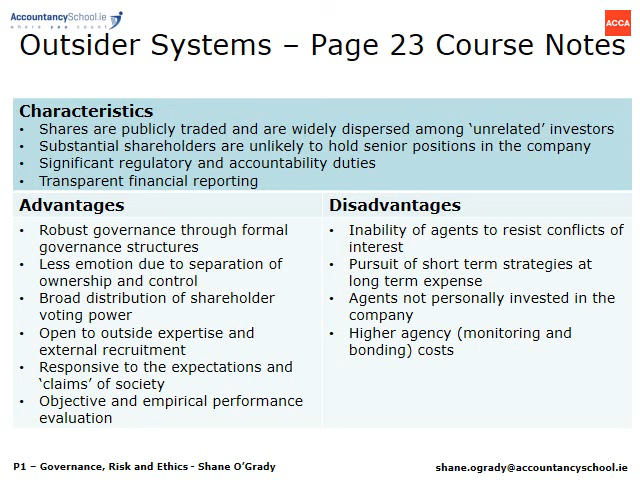 AccountancySchool.ie
where you count
ACCA
Outsider Systems – Page 23 Course Notes
Characteristics
• Shares are publicly traded and are widely dispersed among ‘unrelated’ investors
• Substantial shareholders are unlikely to hold senior positions in the company
• Significant regulatory and accountability duties
• Transparent financial reporting
Advantages
• Robust governance through formal
governance structures
• Less emotion due to separation of
ownership and control
• Broad distribution of shareholder
voting power
• Open to outside expertise and
external recruitment
• Responsive to the expectations and
‘claims’ of society
• Objective and empirical performance
evaluation
Disadvantages
• Inability of agents to resist conflicts of
interest
• Pursuit of short term strategies at
long term expense
• Agents not personally invested in the
company
• Higher agency (monitoring and
bonding) costs
P1 – Governance, Risk and Ethics - Shane O’Grady
shane.ogrady@accountancyschool.ie